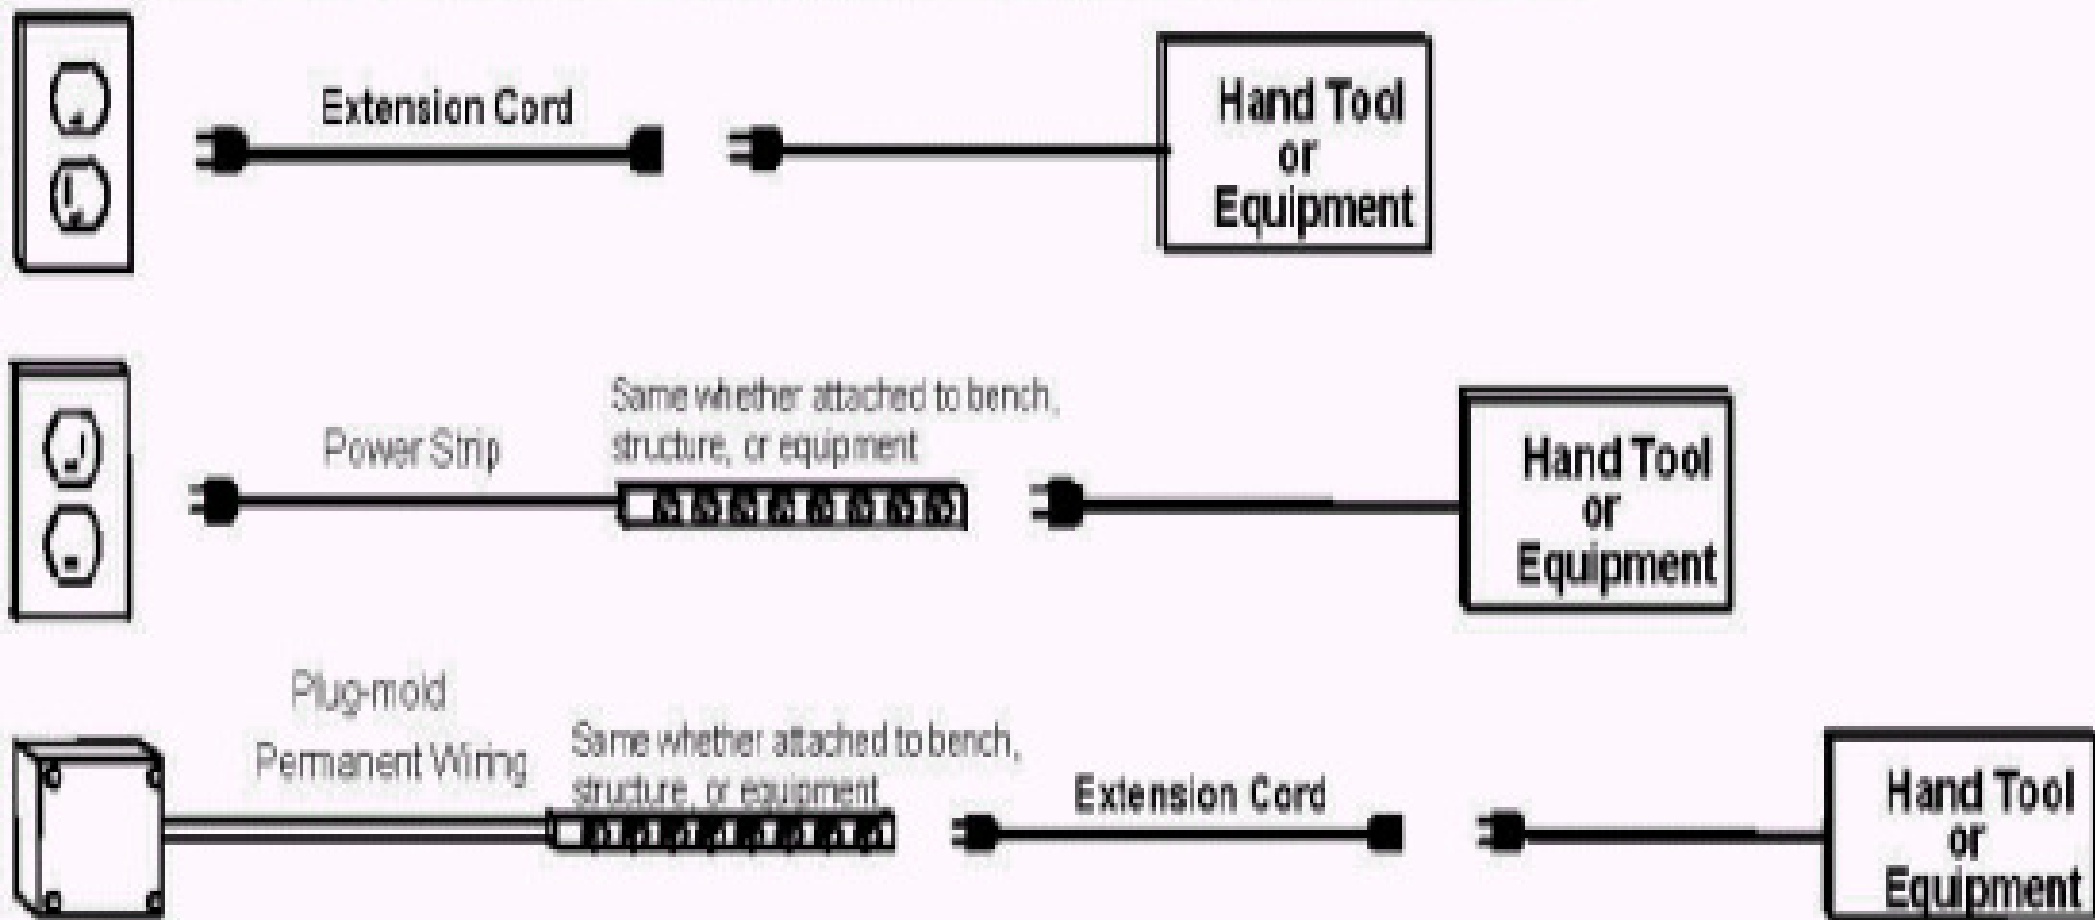 Extension Cord
Hand Tool
or
Equipment
Power Strip
Same whether attached to bench,
structure, or equipment
Hand Tool
or
Equipment
Plug-mold
Permanent Wiring
Same whether attached to bench,
structure, or equipment
Extension Cord
Hand Tool
or
Equipment